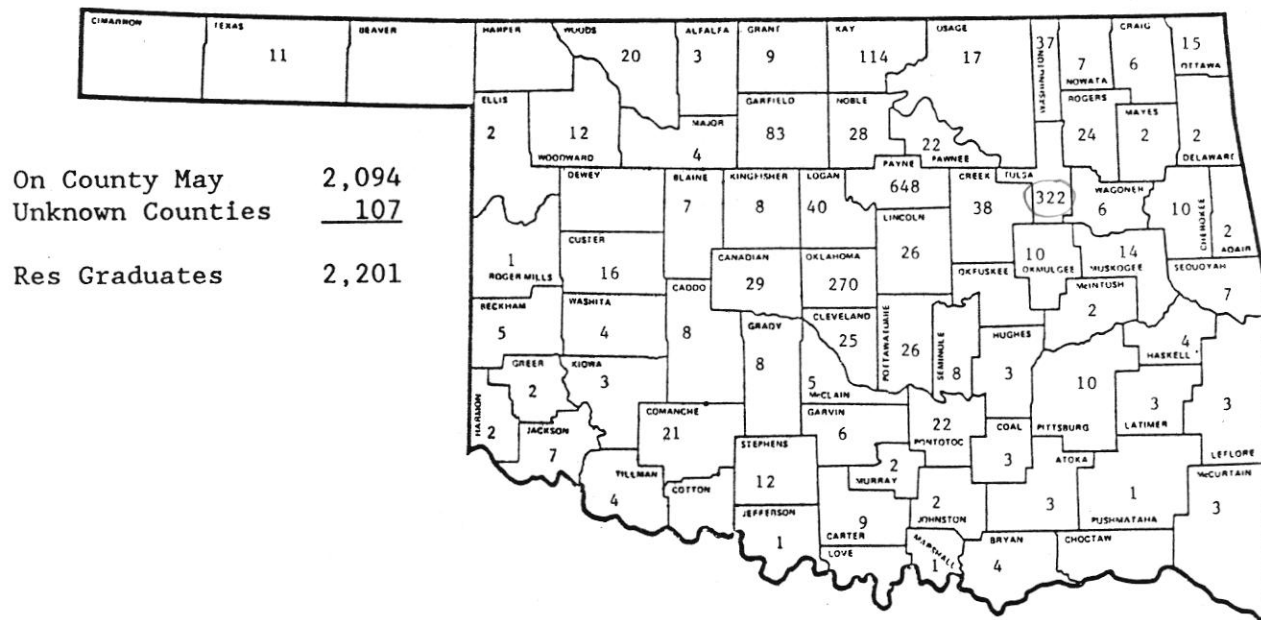 CIMARRON
TEXAS
11
BEAVER
HARPER
WOODS
20
ALFALFA
3
GRANT
9
KAY
114
OSAGE
17
WASHINGTON
37
NOWATA
7
CRAIG
6
OTTAWA
15
ELLIS
2
WOODWARD
12
MAJOR
4
GARFIELD
83
NOBLE
28
PAWNEE
22
ROGERS
24
MAYES
2
DELAWARE
2
On County May 2,094
Unknown Counties 107
Res Graduates 2,201
DEWEY
BLAINE
7
KINGFISHER
8
LOGAN
40
PAYNE
648
CREEK
38
TULSA
322
WAGONER
6
CHEROKEE
10
ADAIR
2
ROGER MILLS
1
CUSTER
16
CANADIAN
29
OKLAHOMA
270
LINCOLN
26
OKFUSKEE
OKMULGEE
10
MUSKOGEE
14
SEQUOYAH
7
BECKHAM
5
WASHITA
4
CADDO
8
GRADY
8
CLEVELAND
25
POTTAWATOMIE
26
SEMINOLE
8
HUGHES
3
McINTOSH
2
HASKELL
4
GREER
2
KIOWA
3
McCLAIN
5
PITTSBURG
10
LATIMER
3
LEFLORE
3
HARMON
2
JACKSON
7
COMANCHE
21
GARVIN
6
PONTOTOC
22
COAL
3
ATOKA
3
PUSHMATAHA
1
McCURTAIN
3
TILLMAN
4
COTTON
STEPHENS
12
MURRAY
2
JOHNSTON
2
JEFFERSON
1
CARTER
9
LOVE
MARSHALL
1
BRYAN
4
CHOCTAW